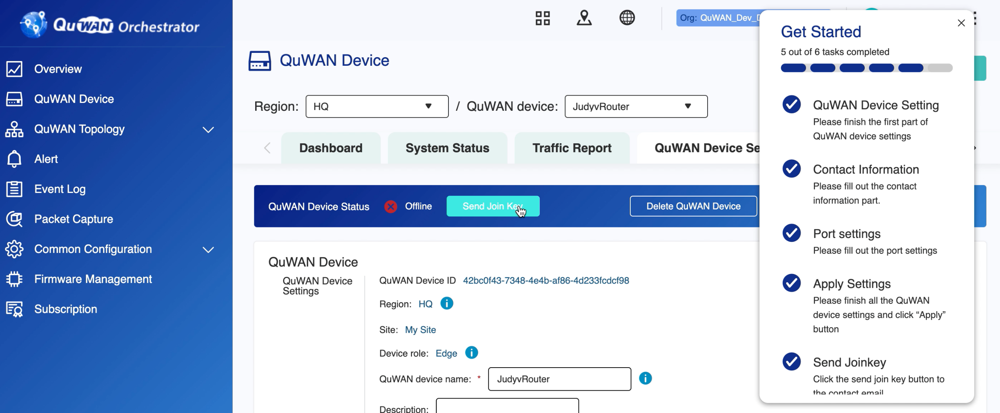 QuWAN Orchestrator
Overview
QuWAN Device
QuWAN Topology
Alert
Event Log
Packet Capture
Common Configuration
Firmware Management
Subscription
Org: QuWAN_Dev_D
QuWAN Device
Region: HQ / QuWAN device: JudyvRouter
Dashboard
System Status
Traffic Report
QuWAN Device Se
QuWAN Device Status
Offline
Send Join Key
Delete QuWAN Device
QuWAN Device
QuWAN Device
Settings
QuWAN Device ID 42bc0f43-7348-4e4b-af86-4d233fcdcf98
Region: HQ
Site: My Site
Device role: Edge
QuWAN device name: * JudyvRouter
Description:
Get Started
5 out of 6 tasks completed
QuWAN Device Setting
Please finish the first part of
QuWAN device settings
Contact Information
Please fill out the contact
information part.
Port settings
Please fill out the port settings
Apply Settings
Please finish all the QuWAN
device settings and click “Apply”
button
Send Joinkey
Click the send join key button to
the contact email